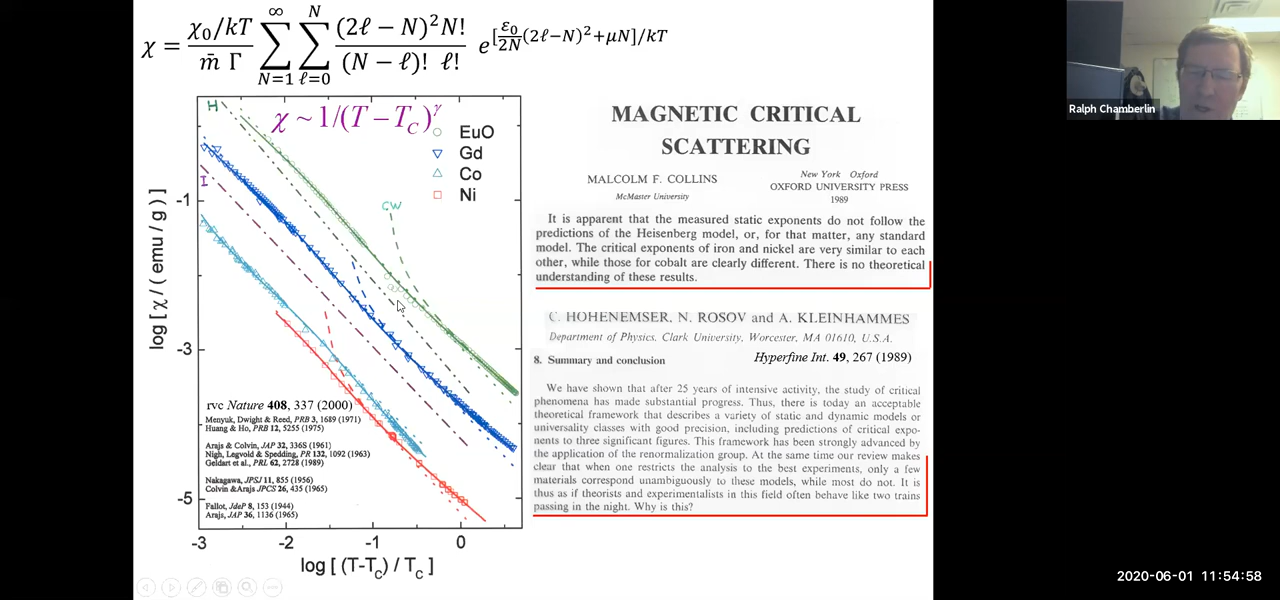 χ = χ₀/kT / m̄ Γ ∑ N=1 ∞ ∑ ℓ=0 N (2ℓ − N)²N! / (N − ℓ)! ℓ! e^[ε₀/2N (2ℓ−N)²+μN]/kT
Ralph Chamberlin
H
χ ~ 1/(T − T_C)^γ
EuO
Gd
Co
Ni
I
CW
log [ χ / ( emu / g ) ]
-1
-3
-5
rvc Nature 408, 337 (2000)
Menyuk, Dwight & Reed, PRB 3, 1689 (1971)
Huang & Ho, PRB 12, 5255 (1975)
Arajs & Colvin, JAP 32, 336S (1961)
Nigh, Legvold & Spedding, PR 132, 1092 (1963)
Geldart et al., PRL 62, 2728 (1989)
Nakagawa, JPSJ 11, 855 (1956)
Colvin &Arajs JPCS 26, 435 (1965)
Fallot, JdeP 8, 153 (1944)
Arajs, JAP 36, 1136 (1965)
-3 -2 -1 0
log [ (T-T_C) / T_C ]
MAGNETIC CRITICAL
SCATTERING
MALCOLM F. COLLINS
McMaster University
New York Oxford
OXFORD UNIVERSITY PRESS
1989
It is apparent that the measured static exponents do not follow the
predictions of the Heisenberg model, or, for that matter, any standard
model. The critical exponents of iron and nickel are very similar to each
other, while those for cobalt are clearly different. There is no theoretical
understanding of these results.
C. HOHENEMSER, N. ROSOV and A. KLEINHAMMES
Department of Physics, Clark University, Worcester, MA 01610, U.S.A.
8. Summary and conclusion
Hyperfine Int. 49, 267 (1989)
We have shown that after 25 years of intensive activity, the study of critical
phenomena has made substantial progress. Thus, there is today an acceptable
theoretical framework that describes a variety of static and dynamic models or
universality classes with good precision, including predictions of critical expo-
nents to three significant figures. This framework has been strongly advanced by
the application of the renormalization group. At the same time our review makes
clear that when one restricts the analysis to the best experiments, only a few
materials correspond unambiguously to these models, while most do not. It is
thus as if theorists and experimentalists in this field often behave like two trains
passing in the night. Why is this?
2020-06-01 11:54:58